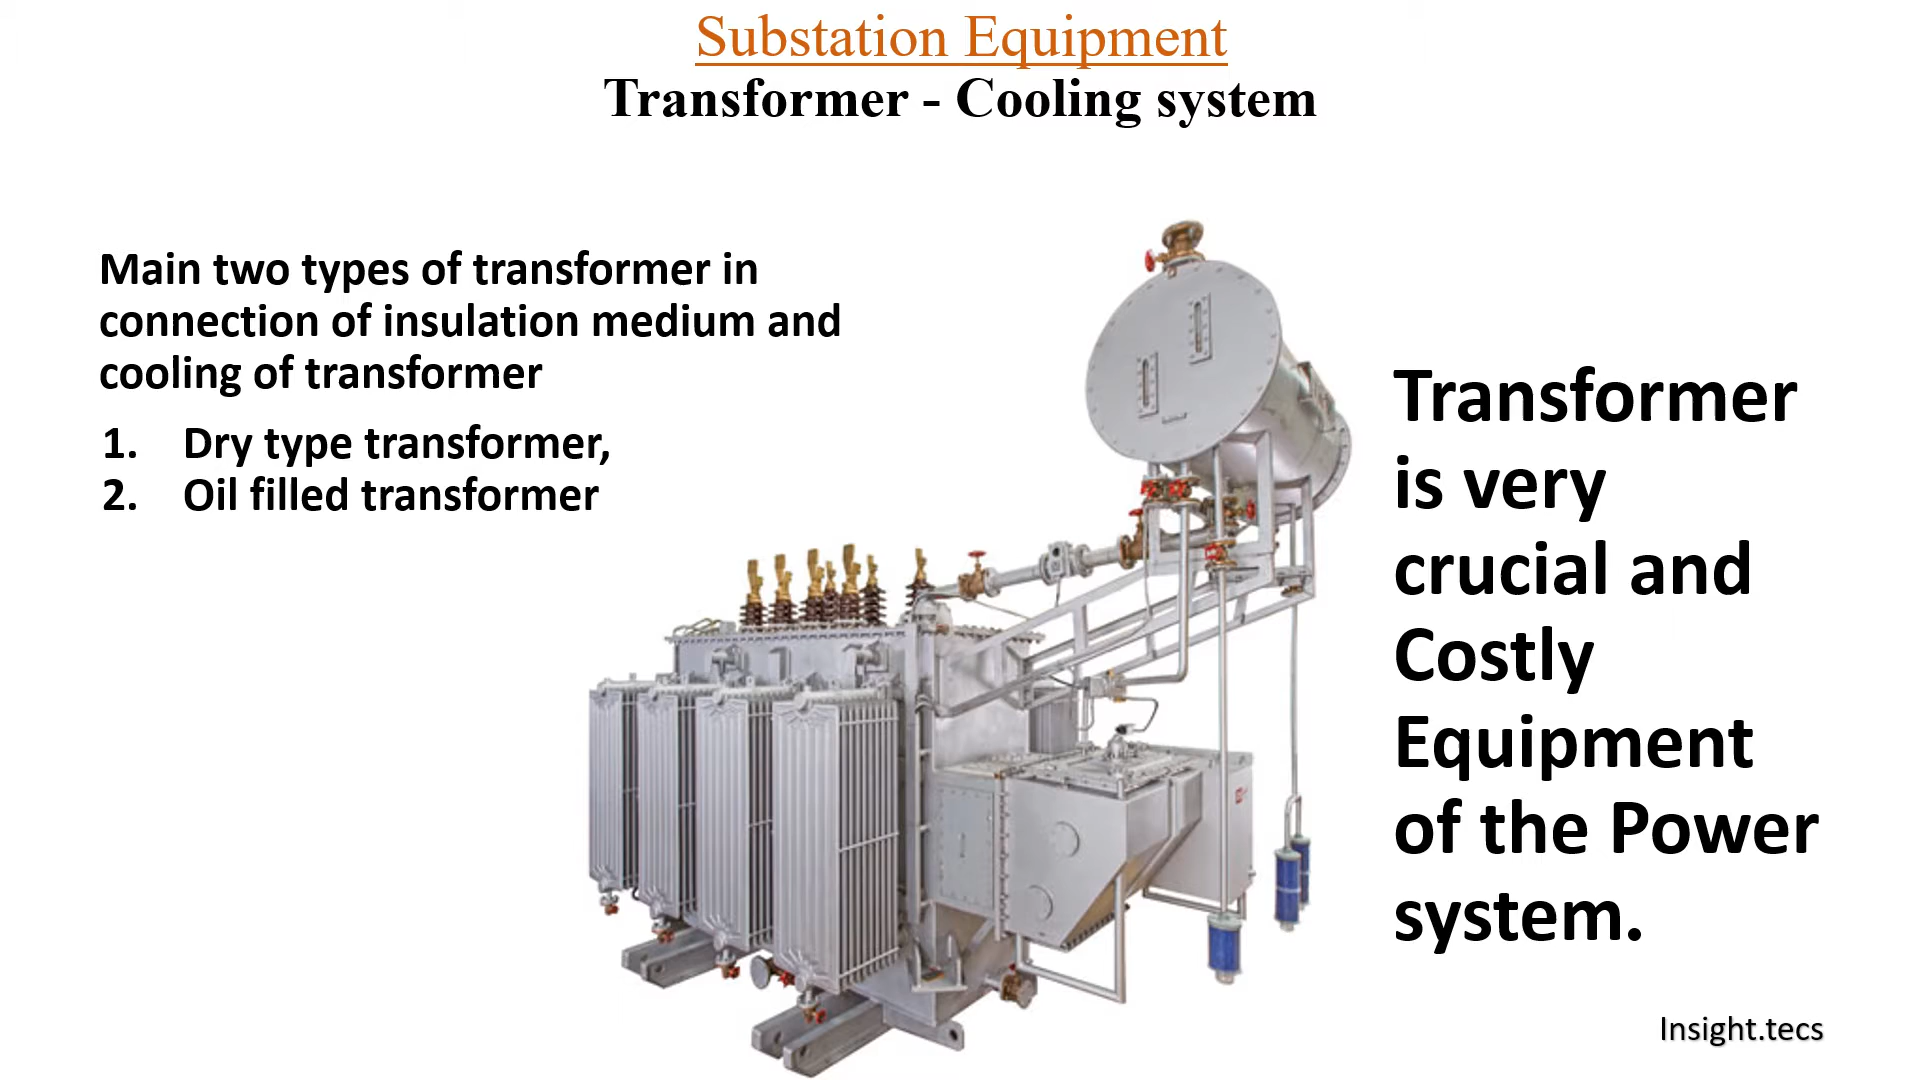 Substation Equipment
Transformer - Cooling system
Main two types of transformer in
connection of insulation medium and
cooling of transformer
1. Dry type transformer,
2. Oil filled transformer
Transformer
is very
crucial and
Costly
Equipment
of the Power
system.
Insight.tecs